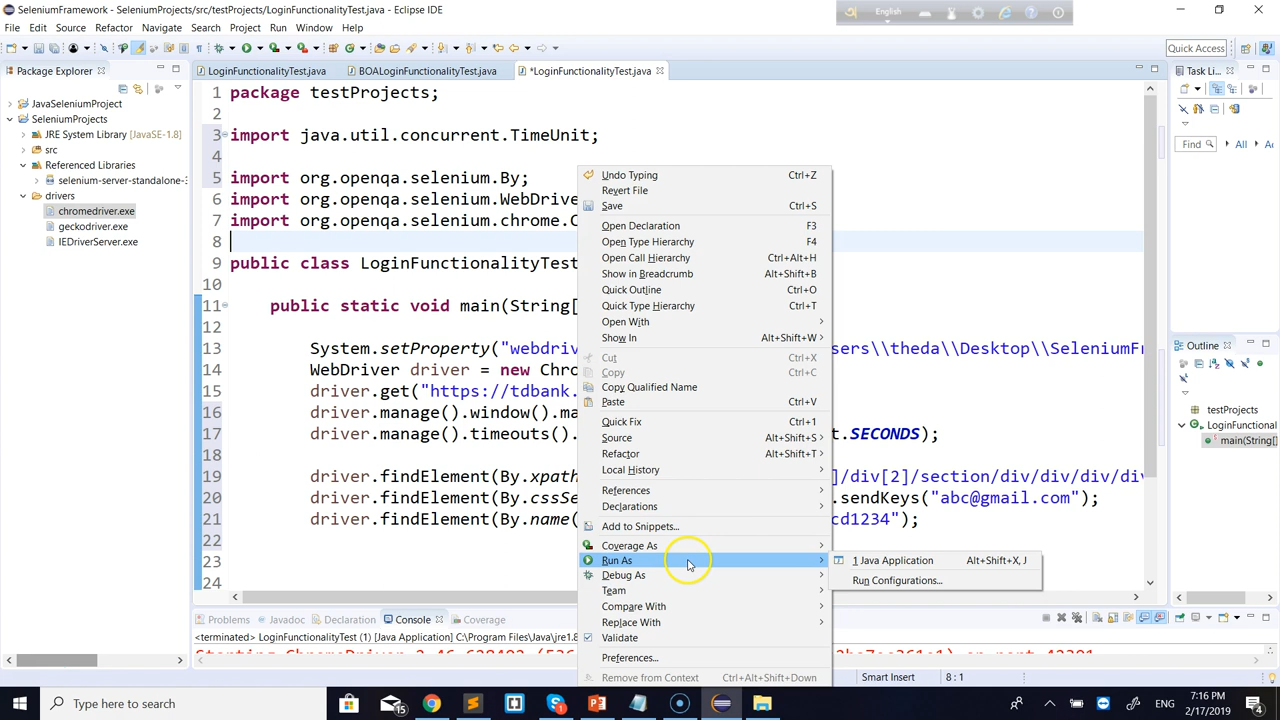 SeleniumFramework - SeleniumProjects/src/testProjects/LoginFunctionalityTest.java - Eclipse IDE
English
File Edit Source Refactor Navigate Search Project Run Window Help
Quick Access
Package Explorer
LoginFunctionalityTest.java
BOALoginFunctionalityTest.java
*LoginFunctionalityTest.java
Task Li...
JavaSeleniumProject
SeleniumProjects
JRE System Library [JavaSE-1.8]
src
Referenced Libraries
selenium-server-standalone-3
drivers
chromedriver.exe
geckodriver.exe
IEDriverServer.exe
1 package testProjects;
2
3 import java.util.concurrent.TimeUnit;
4
5 import org.openqa.selenium.By;
6 import org.openqa.selenium.WebDrive
7 import org.openqa.selenium.chrome.C
8
9 public class LoginFunctionalityTest
10
11 public static void main(String[
12
13 System.setProperty("webdriv sers\\theda\\Desktop\\SeleniumFr
14 WebDriver driver = new Chro
15 driver.get("https://tdbank.
16 driver.manage().window().ma
17 driver.manage().timeouts(). t.SECONDS);
19 driver.findElement(By.xpath ]/div[2]/section/div/div/div/div
20 driver.findElement(By.cssSe .sendKeys("abc@gmail.com");
21 driver.findElement(By.name( cd1234");
22
23
24
Undo Typing Ctrl+Z
Revert File
Save Ctrl+S
Open Declaration F3
Open Type Hierarchy F4
Open Call Hierarchy Ctrl+Alt+H
Show in Breadcrumb Alt+Shift+B
Quick Outline Ctrl+O
Quick Type Hierarchy Ctrl+T
Open With
Show In Alt+Shift+W
Cut Ctrl+X
Copy Ctrl+C
Copy Qualified Name
Paste Ctrl+V
Quick Fix Ctrl+1
Source Alt+Shift+S
Refactor Alt+Shift+T
Local History
References
Declarations
Add to Snippets...
Coverage As
Run As
Debug As
Team
Compare With
Replace With
Validate
Preferences...
Remove from Context Ctrl+Alt+Shift+Down
1 Java Application Alt+Shift+X, J
Run Configurations...
Find All
Outline
testProjects
LoginFunctional
main(String[
Problems Javadoc Declaration Console Coverage
<terminated> LoginFunctionalityTest (1) [Java Application] C:\Program Files\Java\jre1.8
Smart Insert 8 : 1
Type here to search
5
ENG
7:16 PM
2/17/2019
4